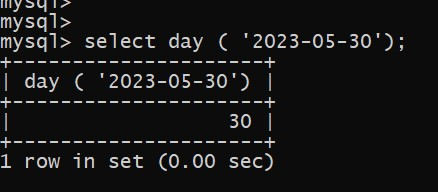 mysql>
mysql>
mysql> select day ( '2023-05-30');
+---------------------+
| day ( '2023-05-30') |
+---------------------+
|                  30 |
+---------------------+
1 row in set (0.00 sec)